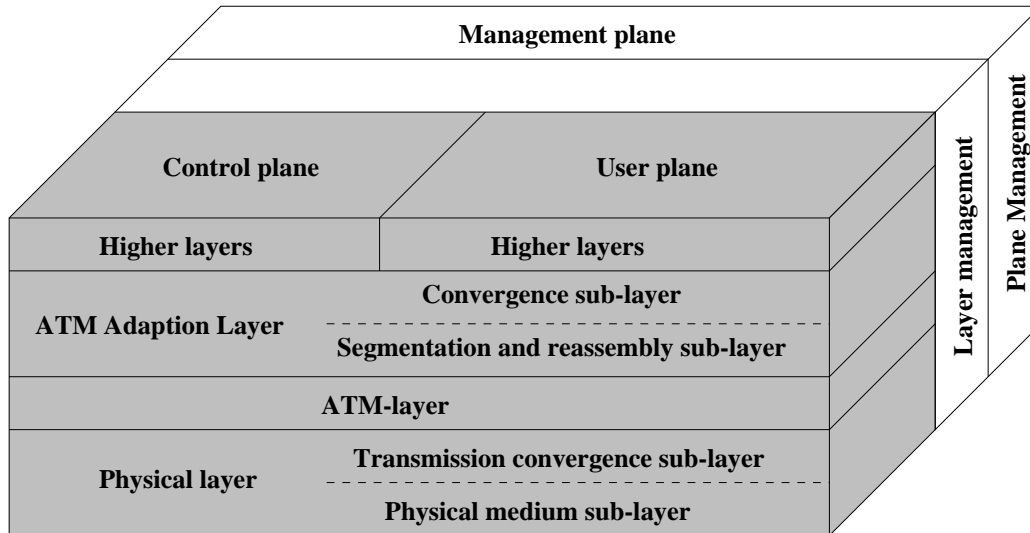 Management plane
Control plane
User plane
Higher layers
Higher layers
ATM Adaption Layer
Convergence sub-layer
Segmentation and reassembly sub-layer
ATM-layer
Physical layer
Transmission convergence sub-layer
Physical medium sub-layer
Layer management
Plane Management